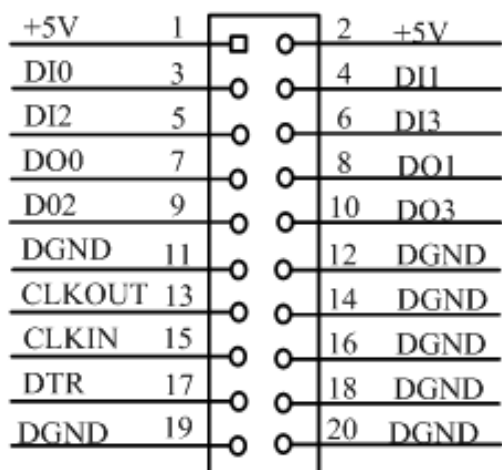 +5V 1 2 +5V
DI0 3 4 DI1
DI2 5 6 DI3
DO0 7 8 DO1
D02 9 10 DO3
DGND 11 12 DGND
CLKOUT 13 14 DGND
CLKIN 15 16 DGND
DTR 17 18 DGND
DGND 19 20 DGND